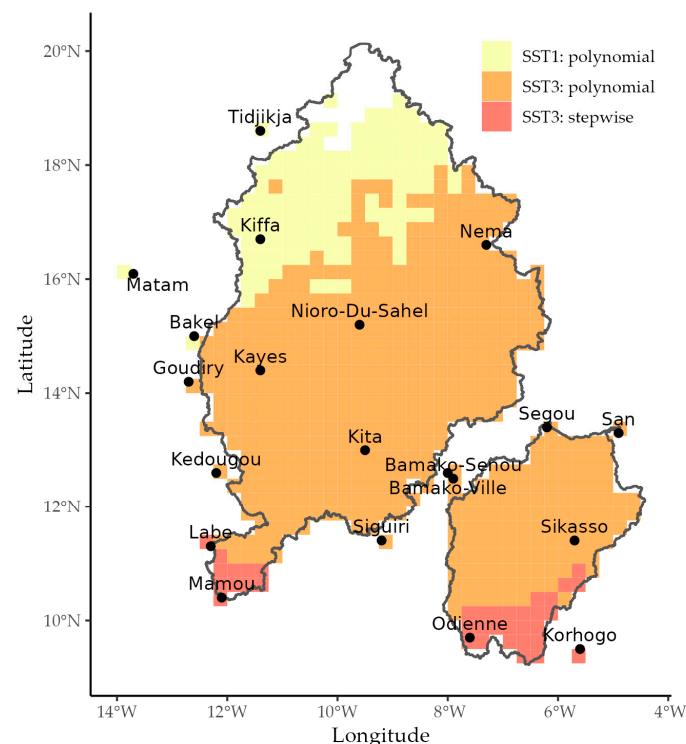 20°N
SST1: polynomial
SST3: polynomial
SST3: stepwise
Tidjikja
18°N
Kiffa
Nema
16°N
Matam
Nioro-Du-Sahel
Bakel
Latitude
Kayes
Goudiry
14°N
Segou
San
Kita
Kedougou
Bamako-Senou
Bamako-Ville
12°N
Labe
Siguiri
Sikasso
Mamou
10°N
Odienne
Korhogo
14°W 12°W 10°W 8°W 6°W 4°W
Longitude